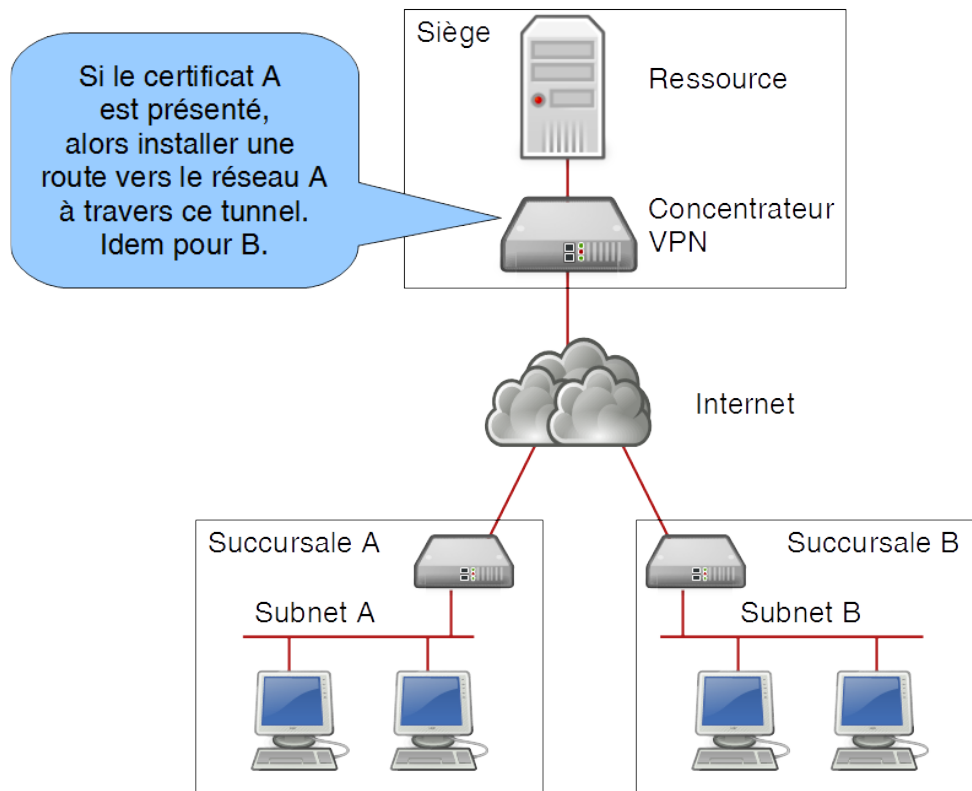 Siège
Si le certificat A
est présenté,
alors installer une
route vers le réseau A
à travers ce tunnel.
Idem pour B.
Ressource
Concentrateur
VPN
Internet
Succursale A
Subnet A
Succursale B
Subnet B